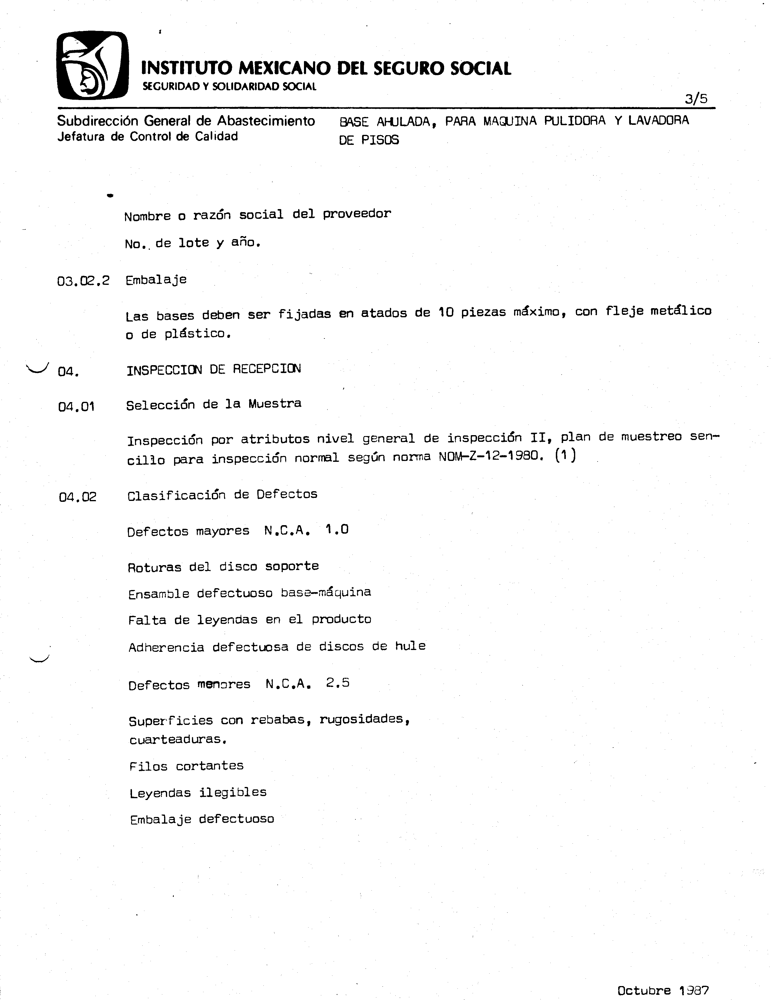 INSTITUTO MEXICANO DEL SEGURO SOCIAL
SEGURIDAD Y SOLIDARIDAD SOCIAL
3/5
Subdirección General de Abastecimiento
Jefatura de Control de Calidad
BASE AHULADA, PARA MAQUINA PULIDORA Y LAVADORA
DE PISOS
Nombre o razón social del proveedor
No. de lote y año.
03.02.2 Embalaje
Las bases deben ser fijadas en atados de 10 piezas máximo, con fleje metálico
o de plástico.
04. INSPECCION DE RECEPCION
04.01 Selección de la Muestra
Inspección por atributos nivel general de inspección II, plan de muestreo sen-
cillo para inspección normal según norma NOM-Z-12-1980. (1)
04.02 Clasificación de Defectos
Defectos mayores N.C.A. 1.0
Roturas del disco soporte
Ensamble defectuoso base-máquina
Falta de leyendas en el producto
Adherencia defectuosa de discos de hule
Defectos menores N.C.A. 2.5
Superficies con rebabas, rugosidades,
cuarteaduras.
Filos cortantes
Leyendas ilegibles
Embalaje defectuoso
Octubre 1987